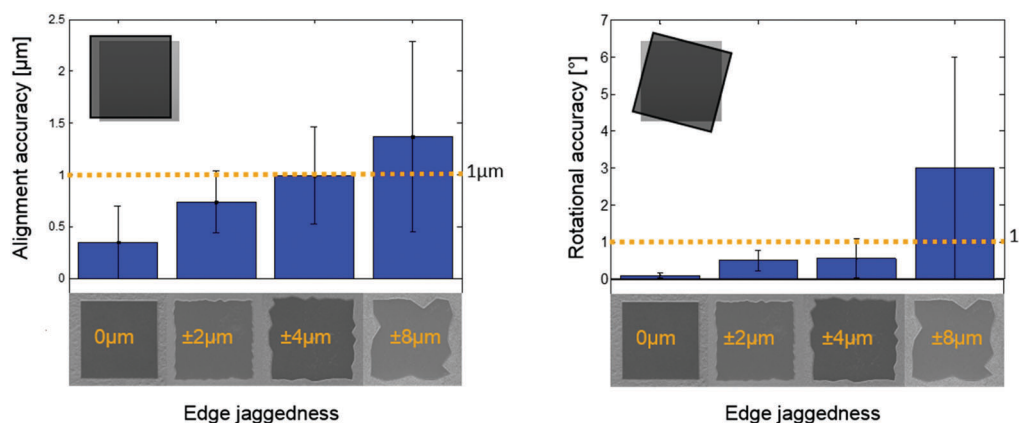 Alignment accuracy [µm]
2.5
2
1.5
1
0.5
0
1µm
0µm
±2µm
±4µm
±8µm
Edge jaggedness
Rotational accuracy [°]
7
6
5
4
3
2
1
0
1
0µm
±2µm
±4µm
±8µm
Edge jaggedness